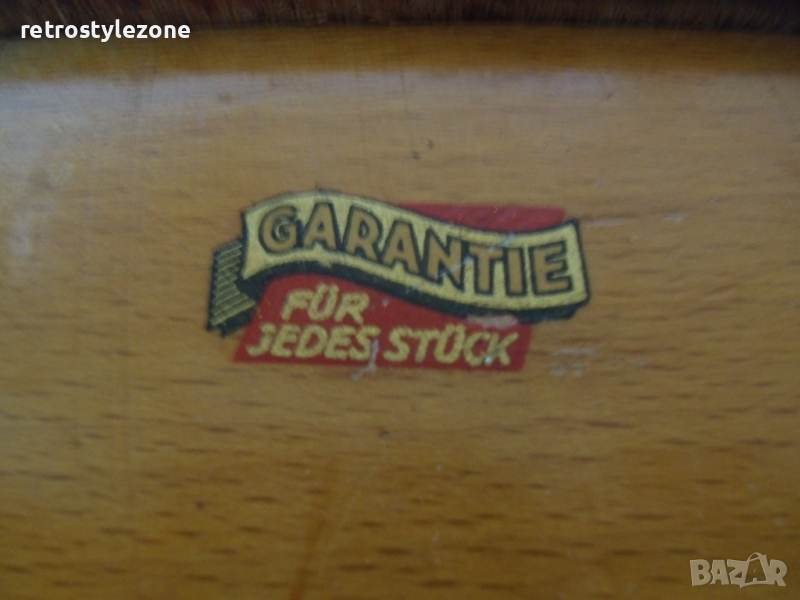 retrostylezone
GARANTIE
FÜR
JEDES STÜCK
BAZAR